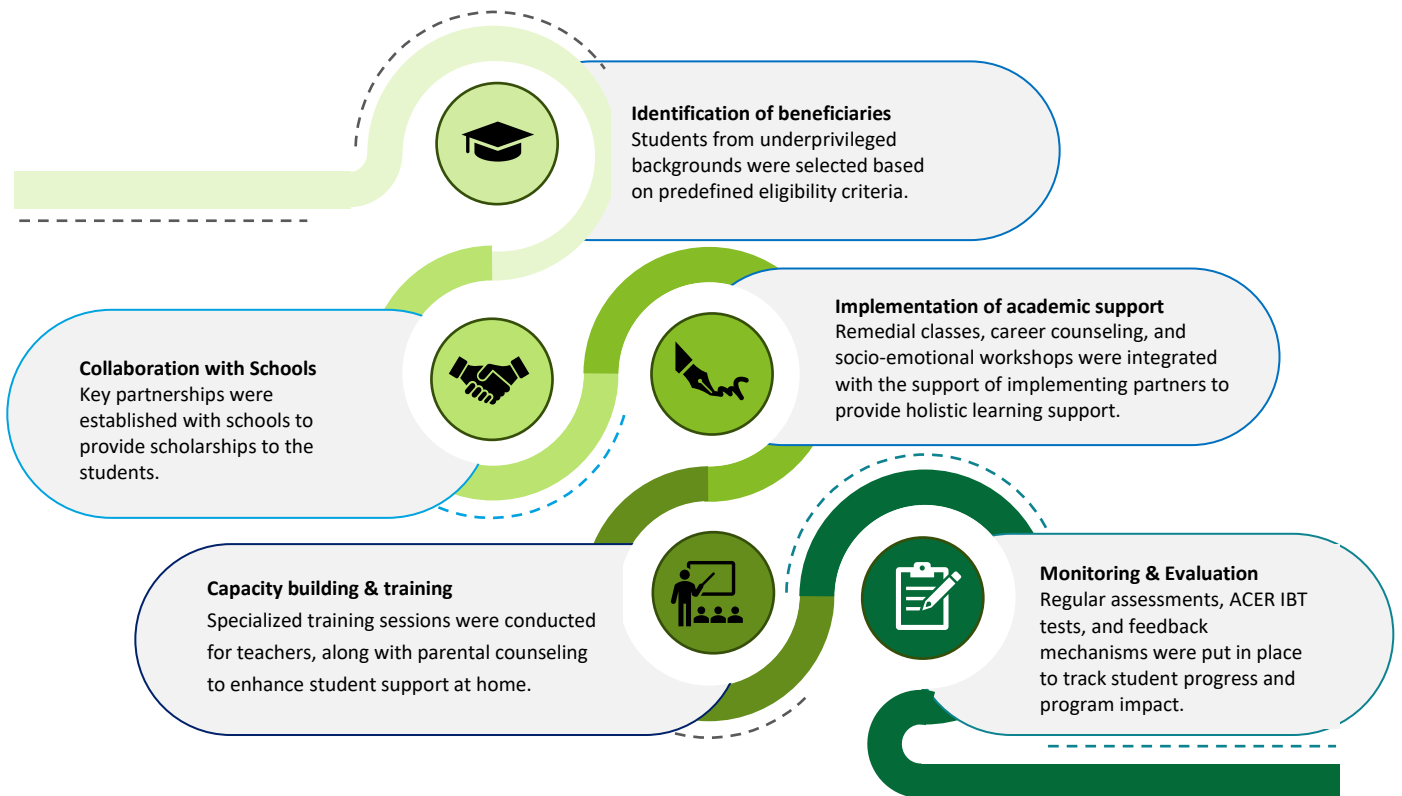 Identification of beneficiaries
Students from underprivileged
backgrounds were selected based
on predefined eligibility criteria.
Collaboration with Schools
Key partnerships were
established with schools to
provide scholarships to the
students.
Implementation of academic support
Remedial classes, career counseling, and
socio-emotional workshops were integrated
with the support of implementing partners to
provide holistic learning support.
Capacity building & training
Specialized training sessions were conducted
for teachers, along with parental counseling
to enhance student support at home.
Monitoring & Evaluation
Regular assessments, ACER IBT
tests, and feedback
mechanisms were put in place
to track student progress and
program impact.